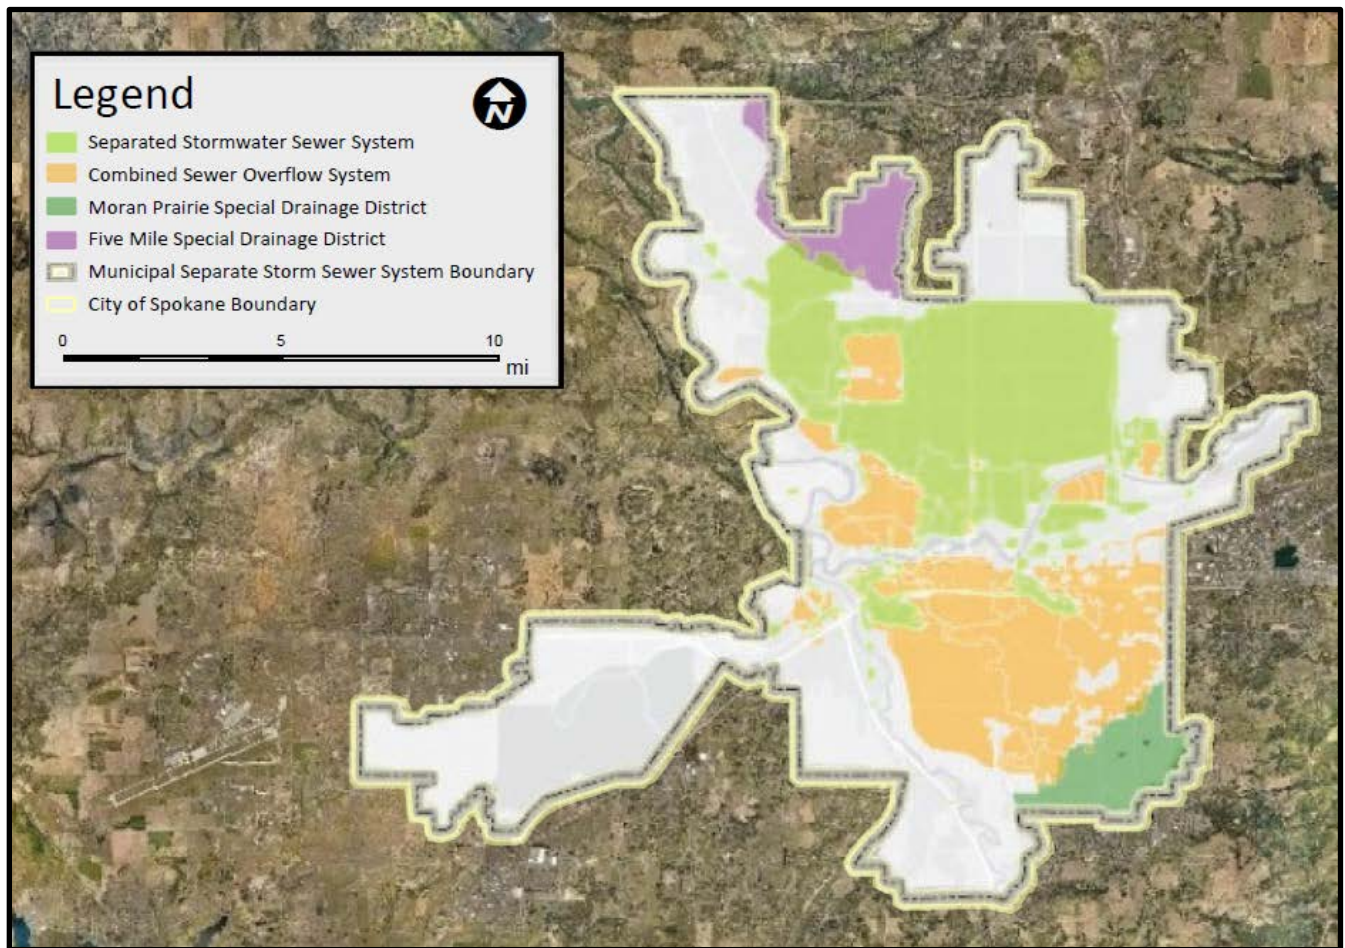 Legend
N
Separated Stormwater Sewer System
Combined Sewer Overflow System
Moran Prairie Special Drainage District
Five Mile Special Drainage District
Municipal Separate Storm Sewer System Boundary
City of Spokane Boundary
0 5 10
mi